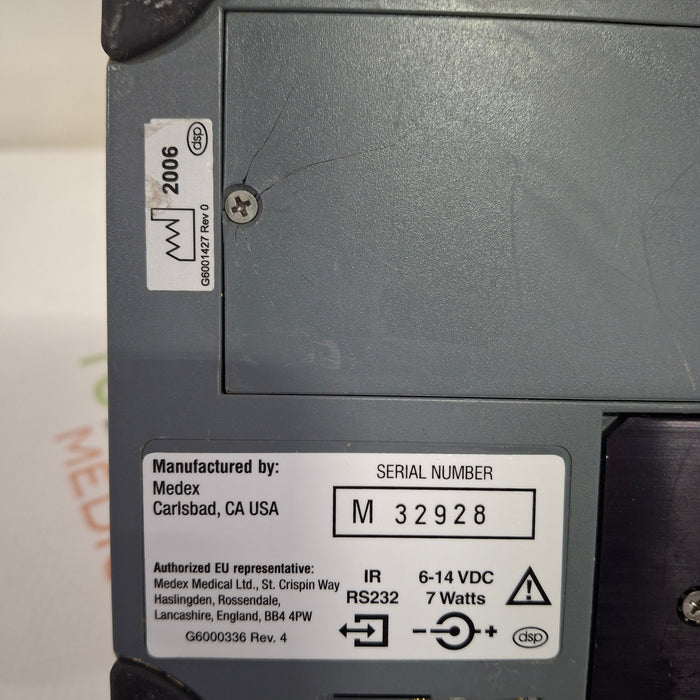 2006
dsp
G6001427 Rev 0
Manufactured by:
Medex
Carlsbad, CA USA
SERIAL NUMBER
M 32928
Authorized EU representative:
Medex Medical Ltd., St. Crispin Way
Haslingden, Rossendale,
Lancashire, England, BB4 4PW
G6000336 Rev. 4
IR
RS232
6-14 VDC
7 Watts
dsp
MEDI